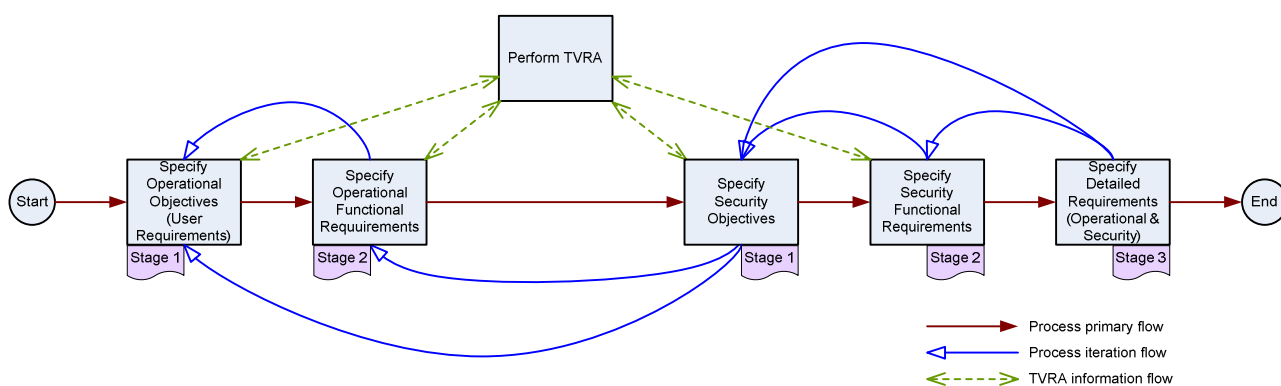 Perform TVRA
Start
Specify
Operational
Objectives
(User
Requirements)
Stage 1
Specify
Operational
Functional
Requuirements
Stage 2
Specify
Security
Objectives
Stage 1
Specify
Security
Functional
Requirements
Stage 2
Specify
Detailed
Requirements
(Operational &
Security)
Stage 3
End
Process primary flow
Process iteration flow
TVRA information flow